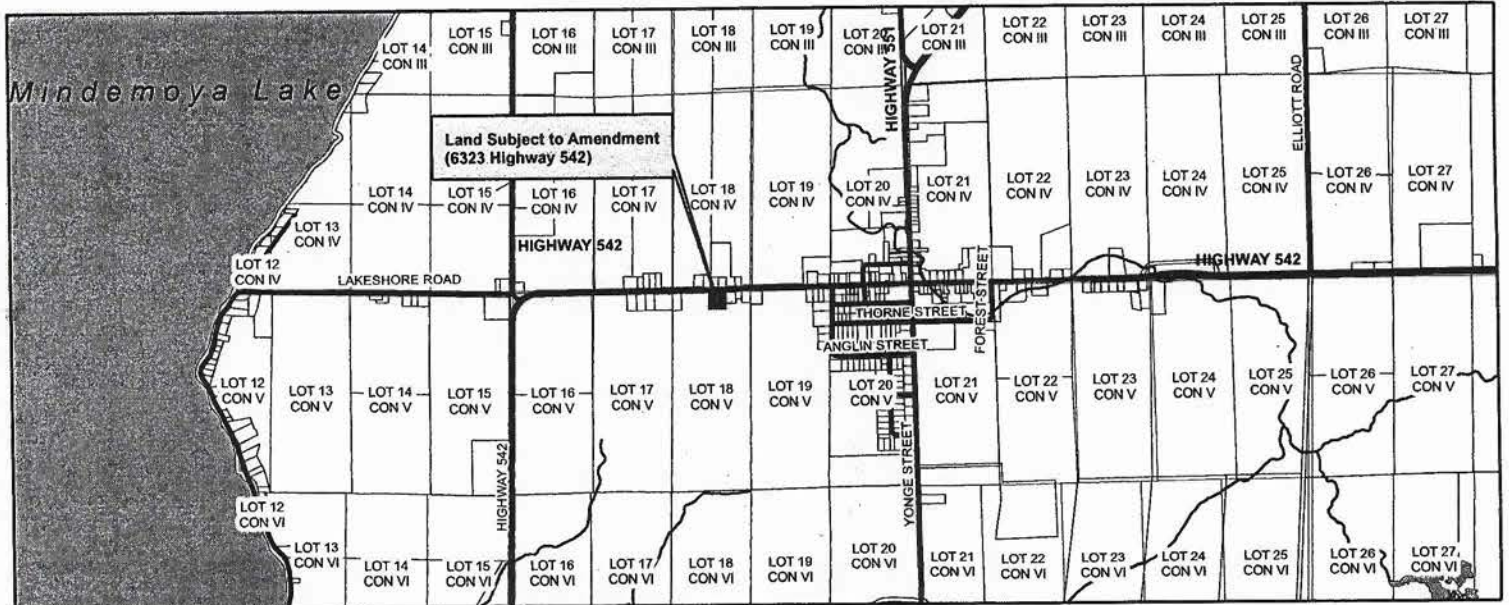 LOT 14
CON III
LOT 15
CON III
LOT 16
CON III
LOT 17
CON III
LOT 18
CON III
LOT 19
CON III
LOT 20
CON III
HIGHWAY 551
LOT 21
CON III
LOT 22
CON III
LOT 23
CON III
LOT 24
CON III
LOT 25
CON III
ELLIOTT ROAD
LOT 26
CON III
LOT 27
CON III
Mindemoya Lake
Land Subject to Amendment
(6323 Highway 542)
LOT 12
CON IV
LOT 13
CON IV
LOT 14
CON IV
LOT 15
CON IV
LOT 16
CON IV
LOT 17
CON IV
LOT 18
CON IV
LOT 19
CON IV
LOT 20
CON IV
LOT 21
CON IV
LOT 22
CON IV
LOT 23
CON IV
LOT 24
CON IV
LOT 25
CON IV
LOT 26
CON IV
LOT 27
CON IV
HIGHWAY 542
HIGHWAY 542
LAKESHORE ROAD
THORNE STREET
FOREST STREET
ANGLIN STREET
LOT 12
CON V
LOT 13
CON V
LOT 14
CON V
LOT 15
CON V
LOT 16
CON V
LOT 17
CON V
LOT 18
CON V
LOT 19
CON V
LOT 20
CON V
LOT 21
CON V
LOT 22
CON V
LOT 23
CON V
LOT 24
CON V
LOT 25
CON V
LOT 26
CON V
LOT 27
CON V
HIGHWAY 542
YONGE STREET
LOT 12
CON VI
LOT 13
CON VI
LOT 14
CON VI
LOT 15
CON VI
LOT 16
CON VI
LOT 17
CON VI
LOT 18
CON VI
LOT 19
CON VI
LOT 20
CON VI
LOT 21
CON VI
LOT 22
CON VI
LOT 23
CON VI
LOT 24
CON VI
LOT 25
CON VI
LOT 26
CON VI
LOT 27
CON VI